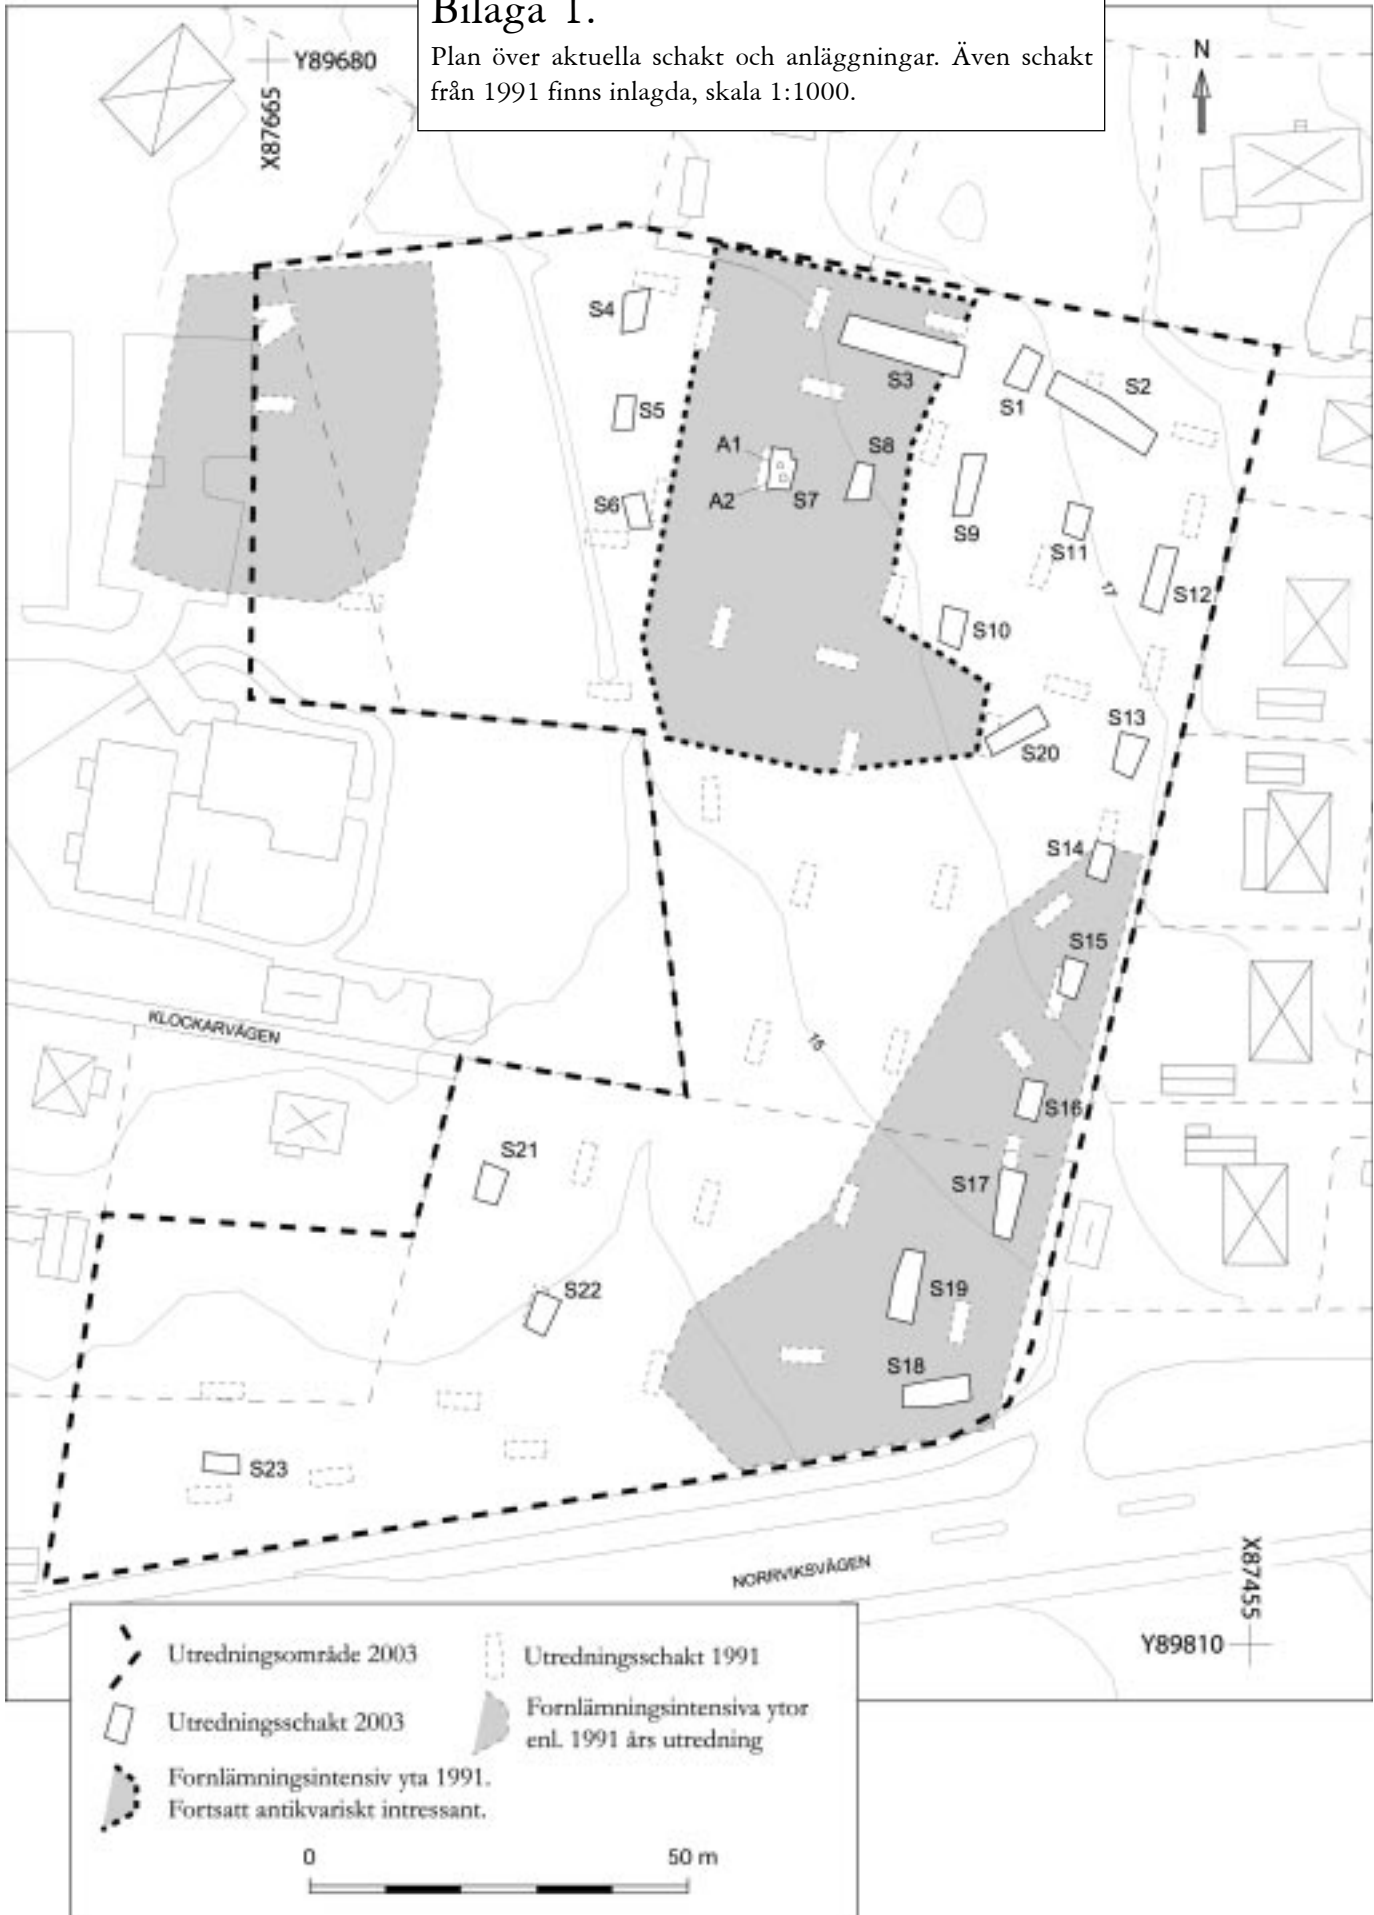 Bilaga 1.
Plan över aktuella schakt och anläggningar. Även schakt
från 1991 finns inlagda, skala 1:1000.
Y89680
X87665
N
S4
S3
S2
S1
S5
A1
S8
A2
S7
S6
S9
S11
S12
17
S10
S13
S20
S14
S15
KLOCKARVÄGEN
15
S16
S21
S17
S22
S19
S18
S23
NORRVIKSVÄGEN
X87455
Y89810
Utredningsområde 2003
Utredningsschakt 1991
Utredningsschakt 2003
Fornlämningsintensiva ytor
enl. 1991 års utredning
Fornlämningsintensiv yta 1991.
Fortsatt antikvariskt intressant.
0
50 m